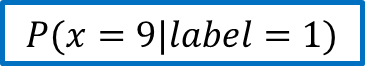 P(x = 9|label = 1)